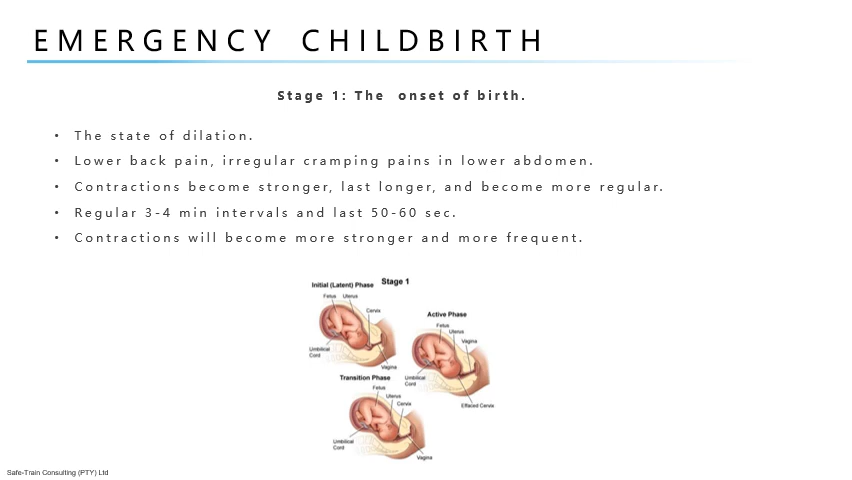 EMERGENCY CHILDBIRTH
Stage 1: The onset of birth.
• The state of dilation.
• Lower back pain, irregular cramping pains in lower abdomen.
• Contractions become stronger, last longer, and become more regular.
• Regular 3-4 min intervals and last 50-60 sec.
• Contractions will become more stronger and more frequent.
Stage 1
Initial (Latent) Phase
Fetus Uterus
Cervix
Umbilical
Cord
Vagina
Active Phase
Fetus
Uterus
Vagina
Umbilical
Cord
Effaced Cervix
Transition Phase
Fetus
Uterus
Cervix
Umbilical
Cord
Vagina
Safe-Train Consulting (PTY) Ltd